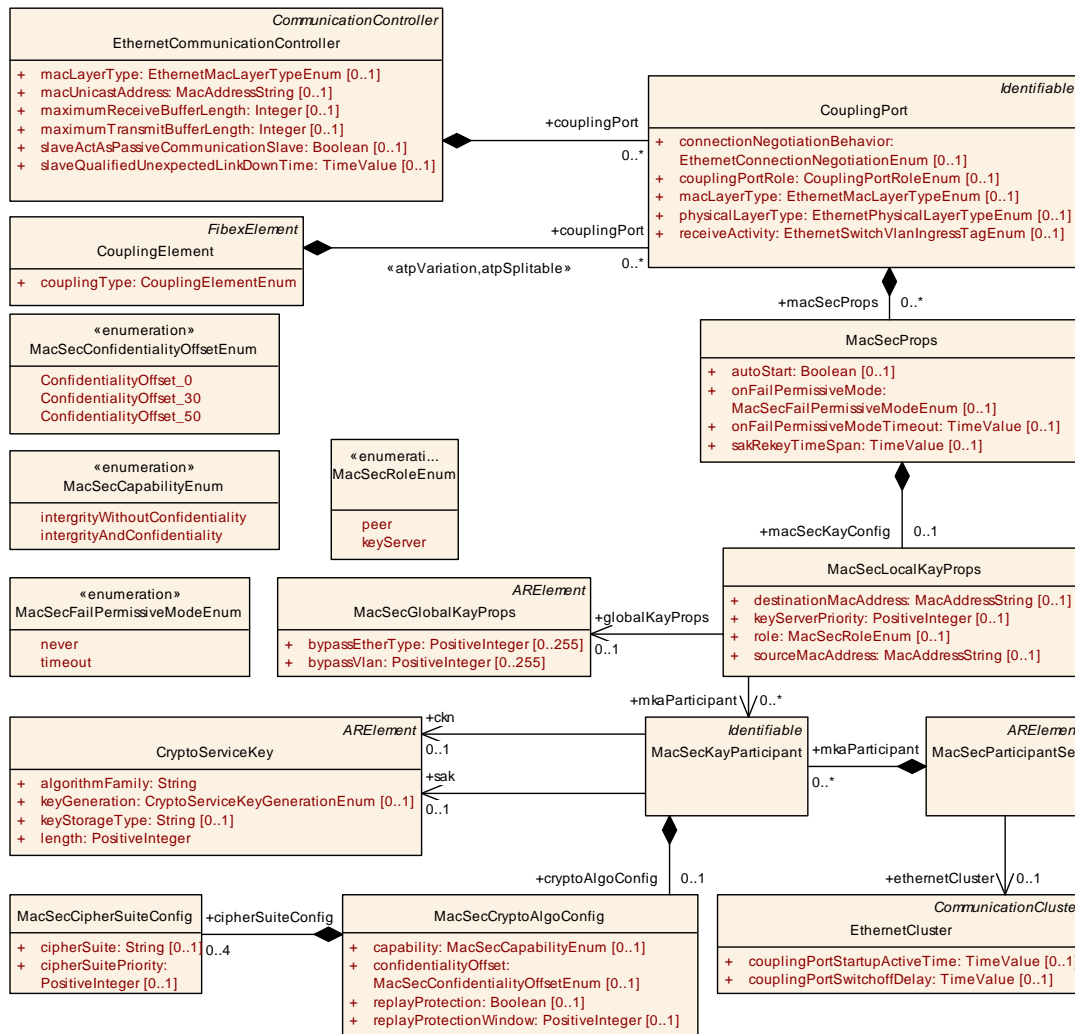 CommunicationController
EthernetCommunicationController
+ macLayerType: EthernetMacLayerTypeEnum [0..1]
+ macUnicastAddress: MacAddressString [0..1]
+ maximumReceiveBufferLength: Integer [0..1]
+ maximumTransmitBufferLength: Integer [0..1]
+ slaveActAsPassiveCommunicationSlave: Boolean [0..1]
+ slaveQualifiedUnexpectedLinkDownTime: TimeValue [0..1]
+couplingPort
0..*
Identifiable
CouplingPort
+ connectionNegotiationBehavior:
EthernetConnectionNegotiationEnum [0..1]
+ couplingPortRole: CouplingPortRoleEnum [0..1]
+ macLayerType: EthernetMacLayerTypeEnum [0..1]
+ physicalLayerType: EthernetPhysicalLayerTypeEnum [0..1]
+ receiveActivity: EthernetSwitchVlanIngressTagEnum [0..1]
FibexElement
CouplingElement
+ couplingType: CouplingElementEnum
+couplingPort
0..*
«atpVariation,atpSplitable»
+macSecProps
0..*
«enumeration»
MacSecConfidentialityOffsetEnum
ConfidentialityOffset_0
ConfidentialityOffset_30
ConfidentialityOffset_50
MacSecProps
+ autoStart: Boolean [0..1]
+ onFailPermissiveMode:
MacSecFailPermissiveModeEnum [0..1]
+ onFailPermissiveModeTimeout: TimeValue [0..1]
+ sakRekeyTimeSpan: TimeValue [0..1]
«enumeration»
MacSecCapabilityEnum
intergrityWithoutConfidentiality
intergrityAndConfidentiality
«enumerati...
MacSecRoleEnum
peer
keyServer
+macSecKayConfig
0..1
«enumeration»
MacSecFailPermissiveModeEnum
never
timeout
ARElement
MacSecGlobalKayProps
+ bypassEtherType: PositiveInteger [0..255]
+ bypassVlan: PositiveInteger [0..255]
+globalKayProps
0..1
MacSecLocalKayProps
+ destinationMacAddress: MacAddressString [0..1]
+ keyServerPriority: PositiveInteger [0..1]
+ role: MacSecRoleEnum [0..1]
+ sourceMacAddress: MacAddressString [0..1]
+mkaParticipant
0..*
ARElement
CryptoServiceKey
+ algorithmFamily: String
+ keyGeneration: CryptoServiceKeyGenerationEnum [0..1]
+ keyStorageType: String [0..1]
+ length: PositiveInteger
+ckn
0..1
+sak
0..1
Identifiable
MacSecKayParticipant
+mkaParticipant
0..*
ARElement
MacSecParticipantSe
+cryptoAlgoConfig
0..1
+ethernetCluster
0..1
MacSecCipherSuiteConfig
+ cipherSuite: String [0..1]
+ cipherSuitePriority:
PositiveInteger [0..1]
+cipherSuiteConfig
0..4
MacSecCryptoAlgoConfig
+ capability: MacSecCapabilityEnum [0..1]
+ confidentialityOffset:
MacSecConfidentialityOffsetEnum [0..1]
+ replayProtection: Boolean [0..1]
+ replayProtectionWindow: PositiveInteger [0..1]
CommunicationCluster
EthernetCluster
+ couplingPortStartupActiveTime: TimeValue [0..1]
+ couplingPortSwitchoffDelay: TimeValue [0..1]